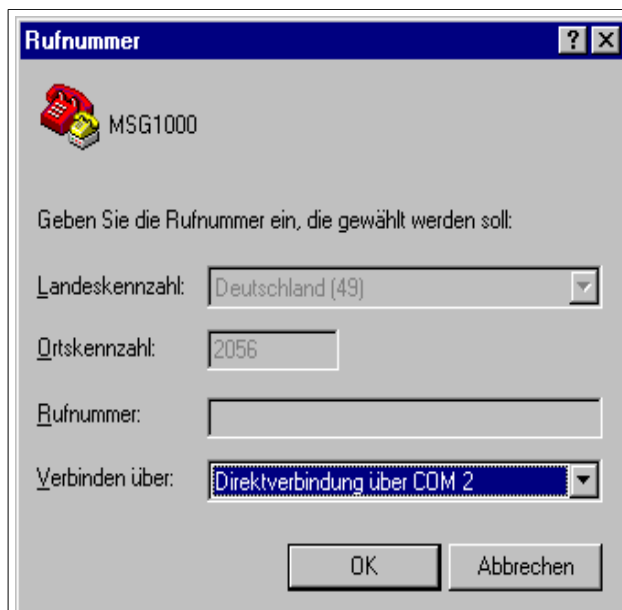 Rufnummer
MSG1000
Geben Sie die Rufnummer ein, die gewählt werden soll:
Landeskennzahl: Deutschland (49)
Ortskennzahl: 2056
Rufnummer:
Verbinden über: Direktverbindung über COM 2
OK Abbrechen